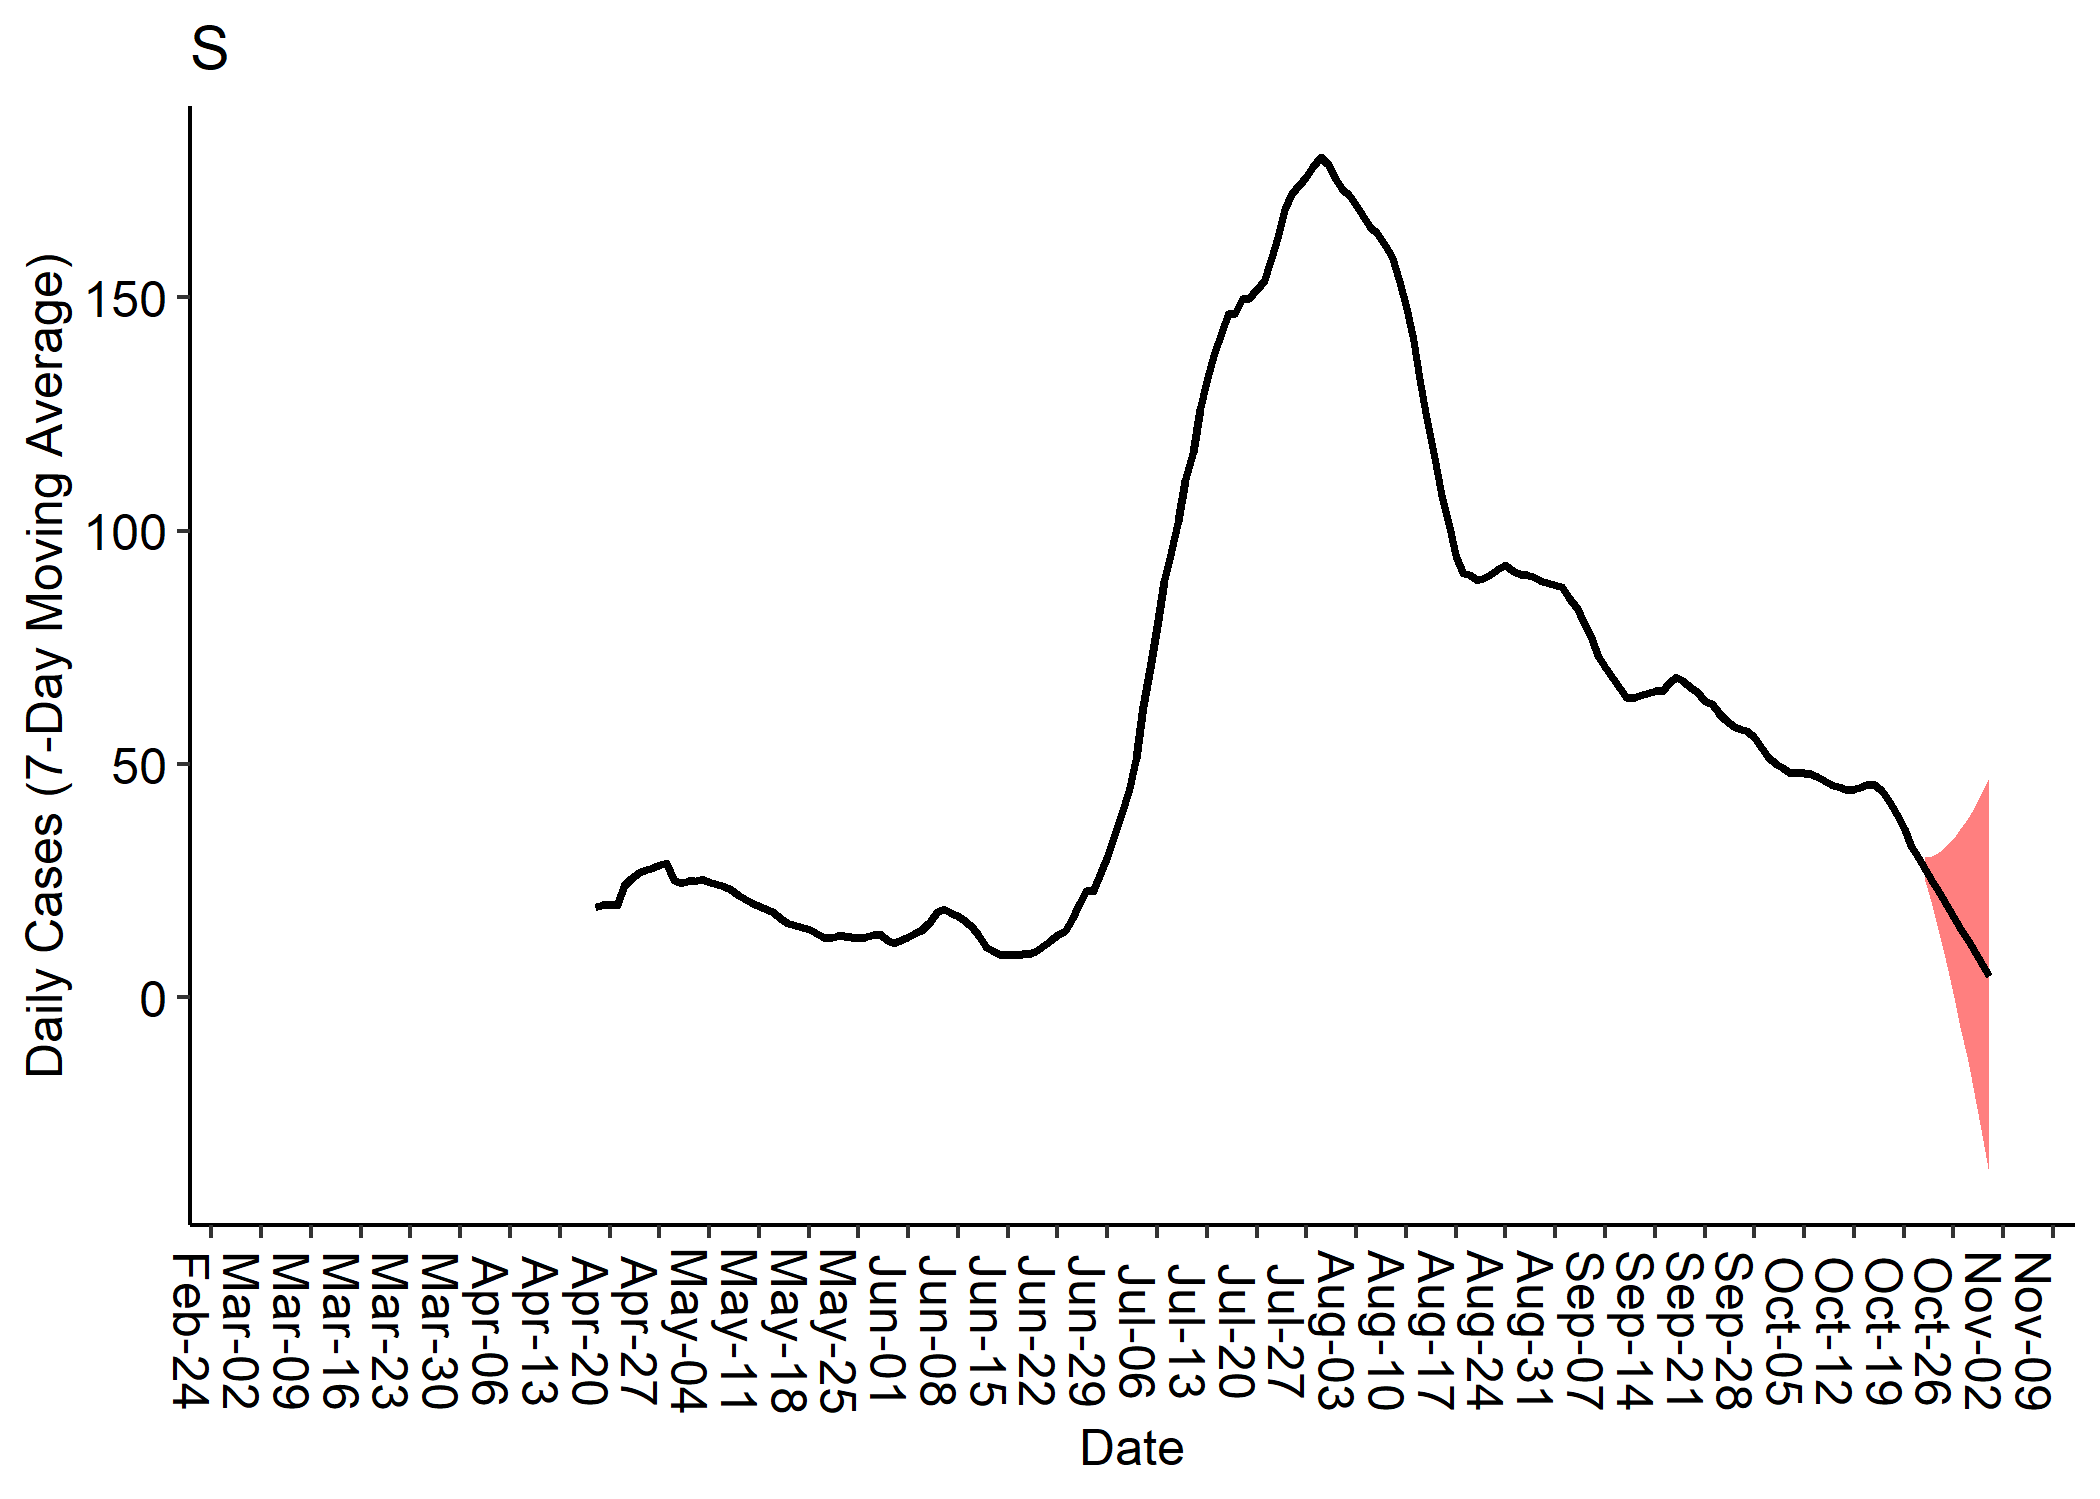 S
Daily Cases (7-Day Moving Average)
150
100
50
0
Feb-24
Mar-02
Mar-09
Mar-16
Mar-23
Mar-30
Apr-06
Apr-13
Apr-20
Apr-27
May-04
May-11
May-18
May-25
Jun-01
Jun-08
Jun-15
Jun-22
Jun-29
Jul-06
Jul-13
Jul-20
Jul-27
Aug-03
Aug-10
Aug-17
Aug-24
Aug-31
Sep-07
Sep-14
Sep-21
Sep-28
Oct-05
Oct-12
Oct-19
Oct-26
Nov-02
Nov-09
Date